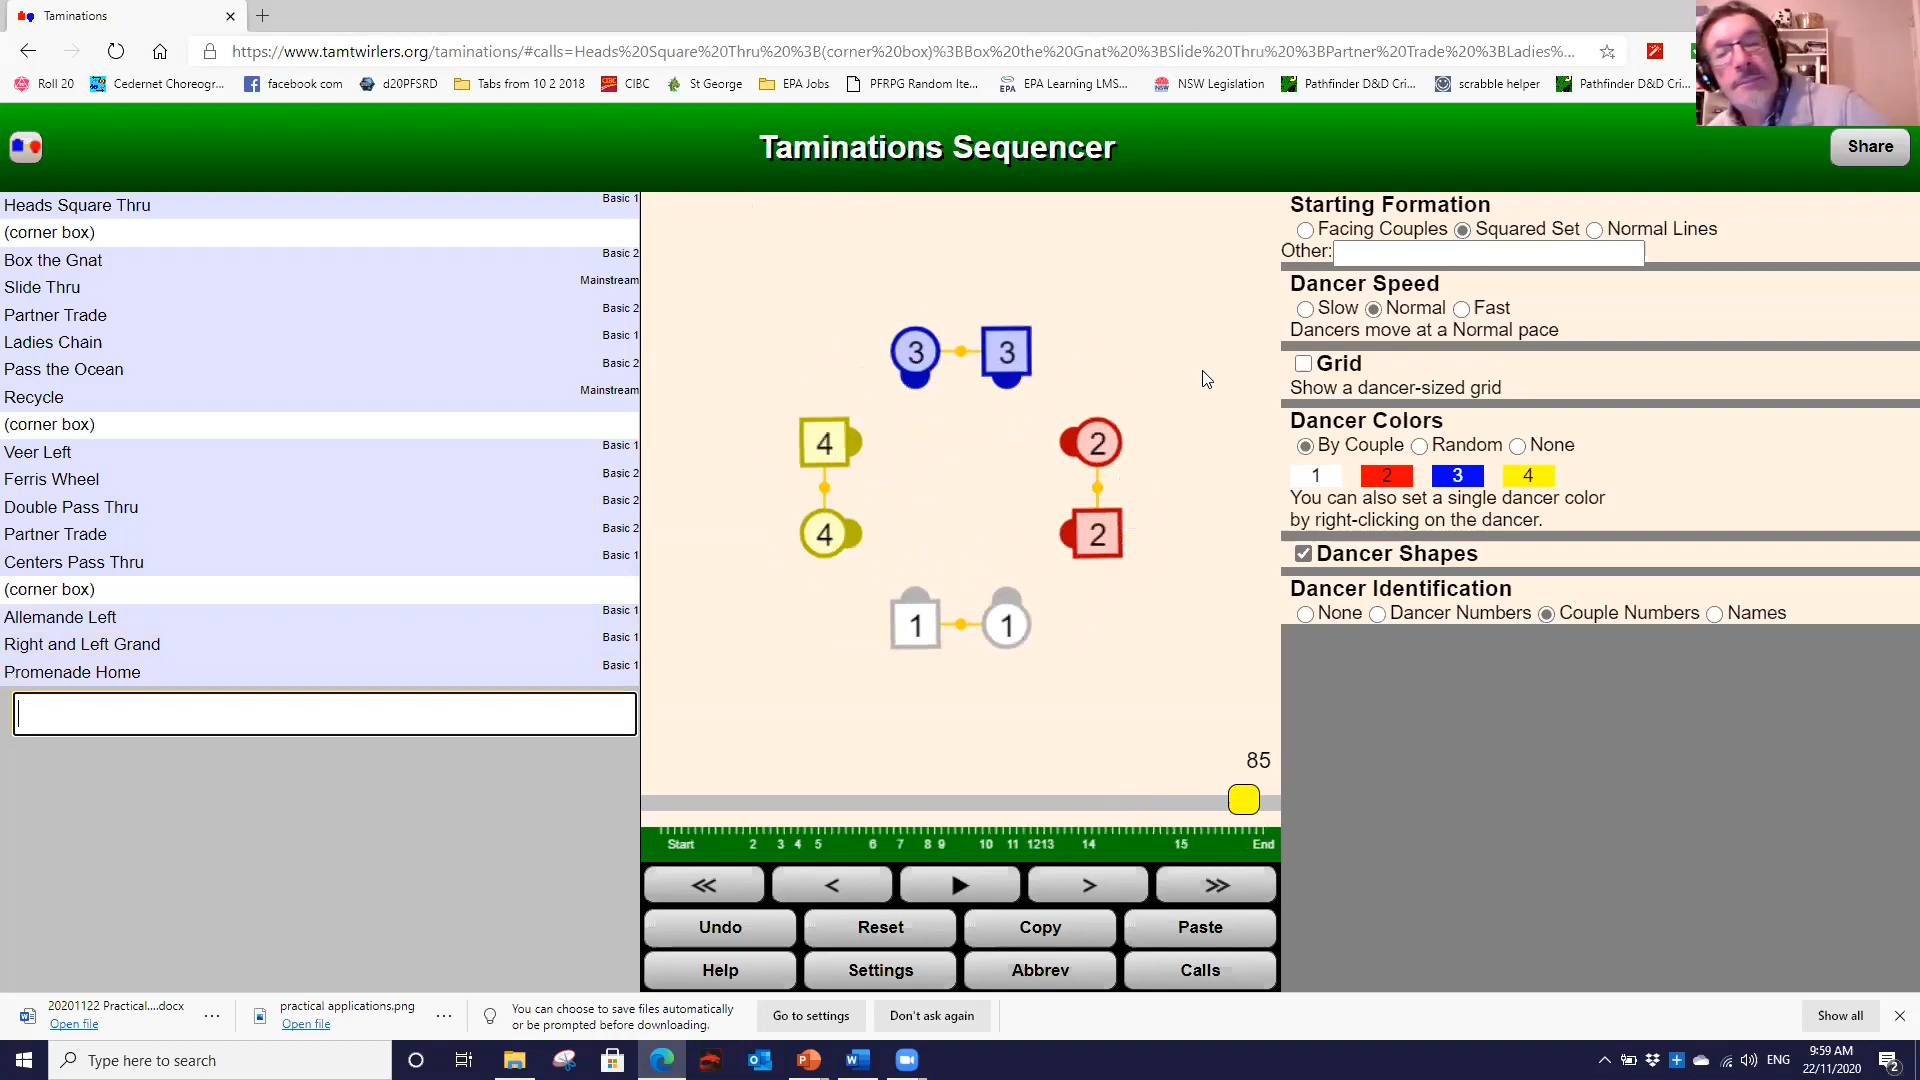 Taminations
https://www.tamtwirlers.org/taminations/#calls=Heads%20Square%20Thru%20%3B(corner%20box)%3BBox%20the%20Gnat%20%3BSlide%20Thru%20%3BPartner%20Trade%20%3BLadies%...
Roll 20
Cedernet Choreogr...
facebook.com
d20PFSRD
Tabs from 10 2 2018
CIBC
CIBC
St George
EPA Jobs
PFRPG Random Ite...
EPA
EPA Learning LMS...
NSW Legislation
Pathfinder D&D Cri...
scrabble helper
Pathfinder D&D Cri...
Taminations Sequencer
Share
Heads Square Thru Basic 1
(corner box)
Box the Gnat Basic 2
Slide Thru Mainstream
Partner Trade Basic 2
Ladies Chain Basic 1
Pass the Ocean Basic 2
Recycle Mainstream
(corner box)
Veer Left Basic 1
Ferris Wheel Basic 2
Double Pass Thru Basic 2
Partner Trade Basic 2
Centers Pass Thru Basic 1
(corner box)
Allemande Left Basic 1
Right and Left Grand Basic 1
Promenade Home Basic 1
3 3
4 2
4 2
1 1
85
Start 2 3 4 5 6 7 8 9 10 11 12 13 14 15 End
≪ < ▶ > ≫
Undo Reset Copy Paste
Help Settings Abbrev Calls
Starting Formation
Facing Couples Squared Set Normal Lines
Other:
Dancer Speed
Slow Normal Fast
Dancers move at a Normal pace
Grid
Show a dancer-sized grid
Dancer Colors
By Couple Random None
1 2 3 4
You can also set a single dancer color
by right-clicking on the dancer.
Dancer Shapes
Dancer Identification
None Dancer Numbers Couple Numbers Names
20201122 Practical....docx
Open file
practical applications.png
Open file
You can choose to save files automatically
or be prompted before downloading.
Go to settings
Don't ask again
Show all
Type here to search
ENG
9:59 AM
22/11/2020
2